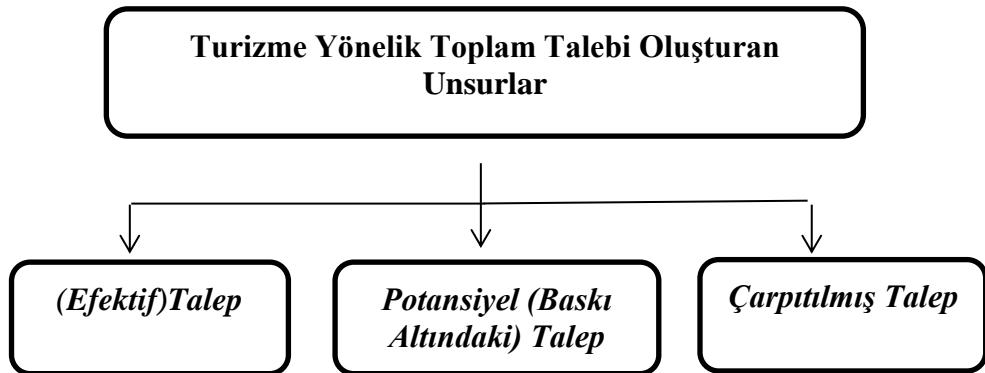 Turizme Yönelik Toplam Talebi Oluşturan
Unsurlar
(Efektif)Talep
Potansiyel (Baskı
Altındaki) Talep
Çarpıtılmış Talep